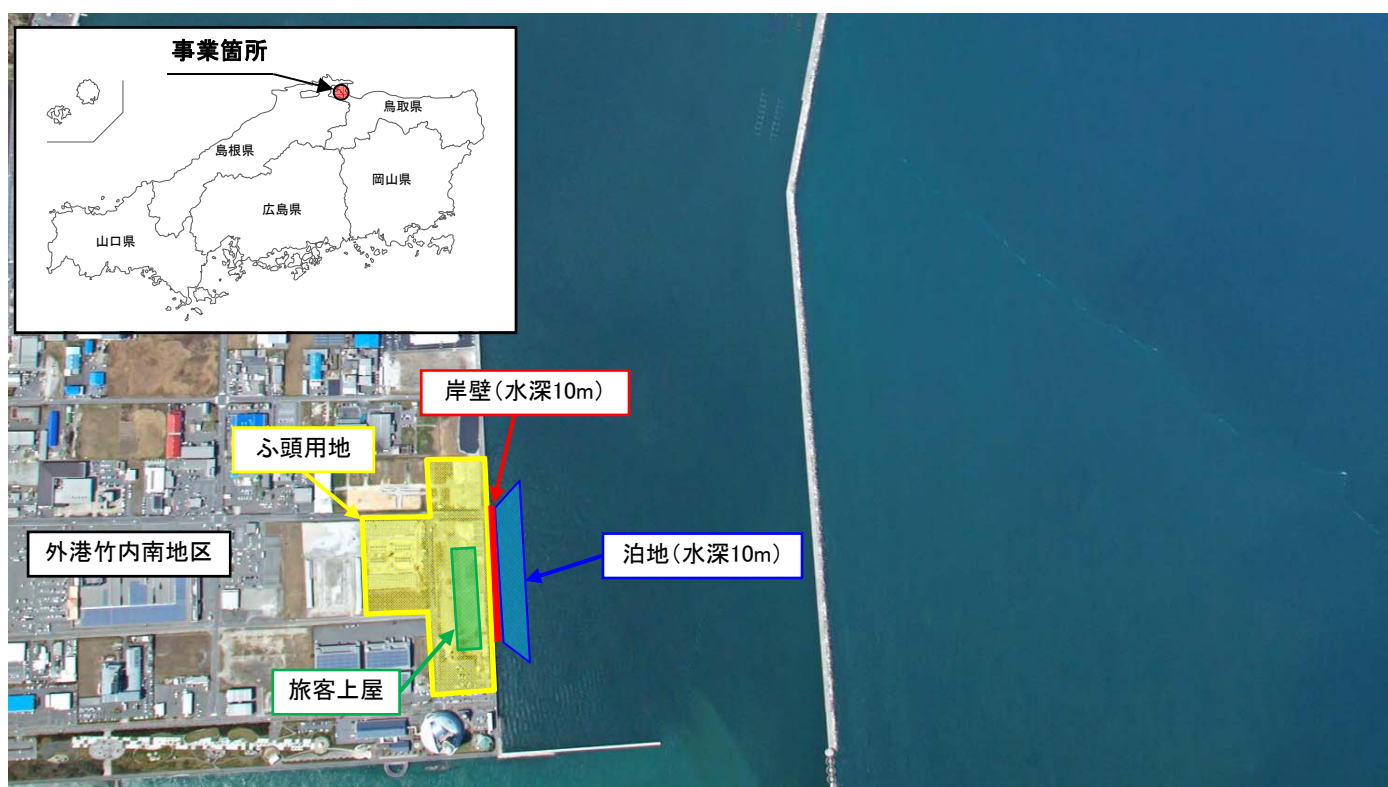 事業箇所
鳥取県
島根県
岡山県
広島県
山口県
岸壁(水深10m)
ふ頭用地
外港竹内南地区
泊地(水深10m)
旅客上屋